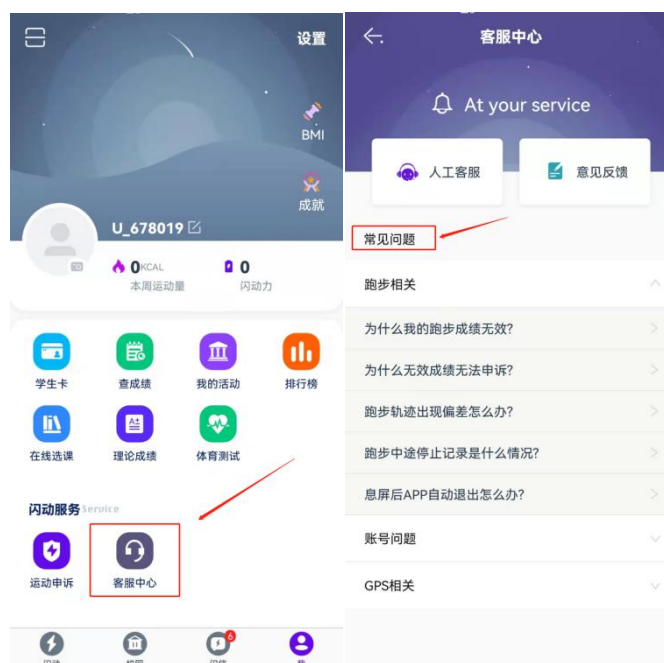 设置
BMI
成就
U_678019
0KCAL
0
本周运动量
闪动力
学生卡
查成绩
我的活动
排行榜
在线选课
理论成绩
体育测试
闪动服务 Service
运动申诉
客服中心
6
我
客服中心
At your service
人工客服
意见反馈
常见问题
跑步相关
为什么我的跑步成绩无效?
为什么无效成绩无法申诉?
跑步轨迹出现偏差怎么办?
跑步中途停止记录是什么情况?
息屏后APP自动退出怎么办?
账号问题
GPS相关